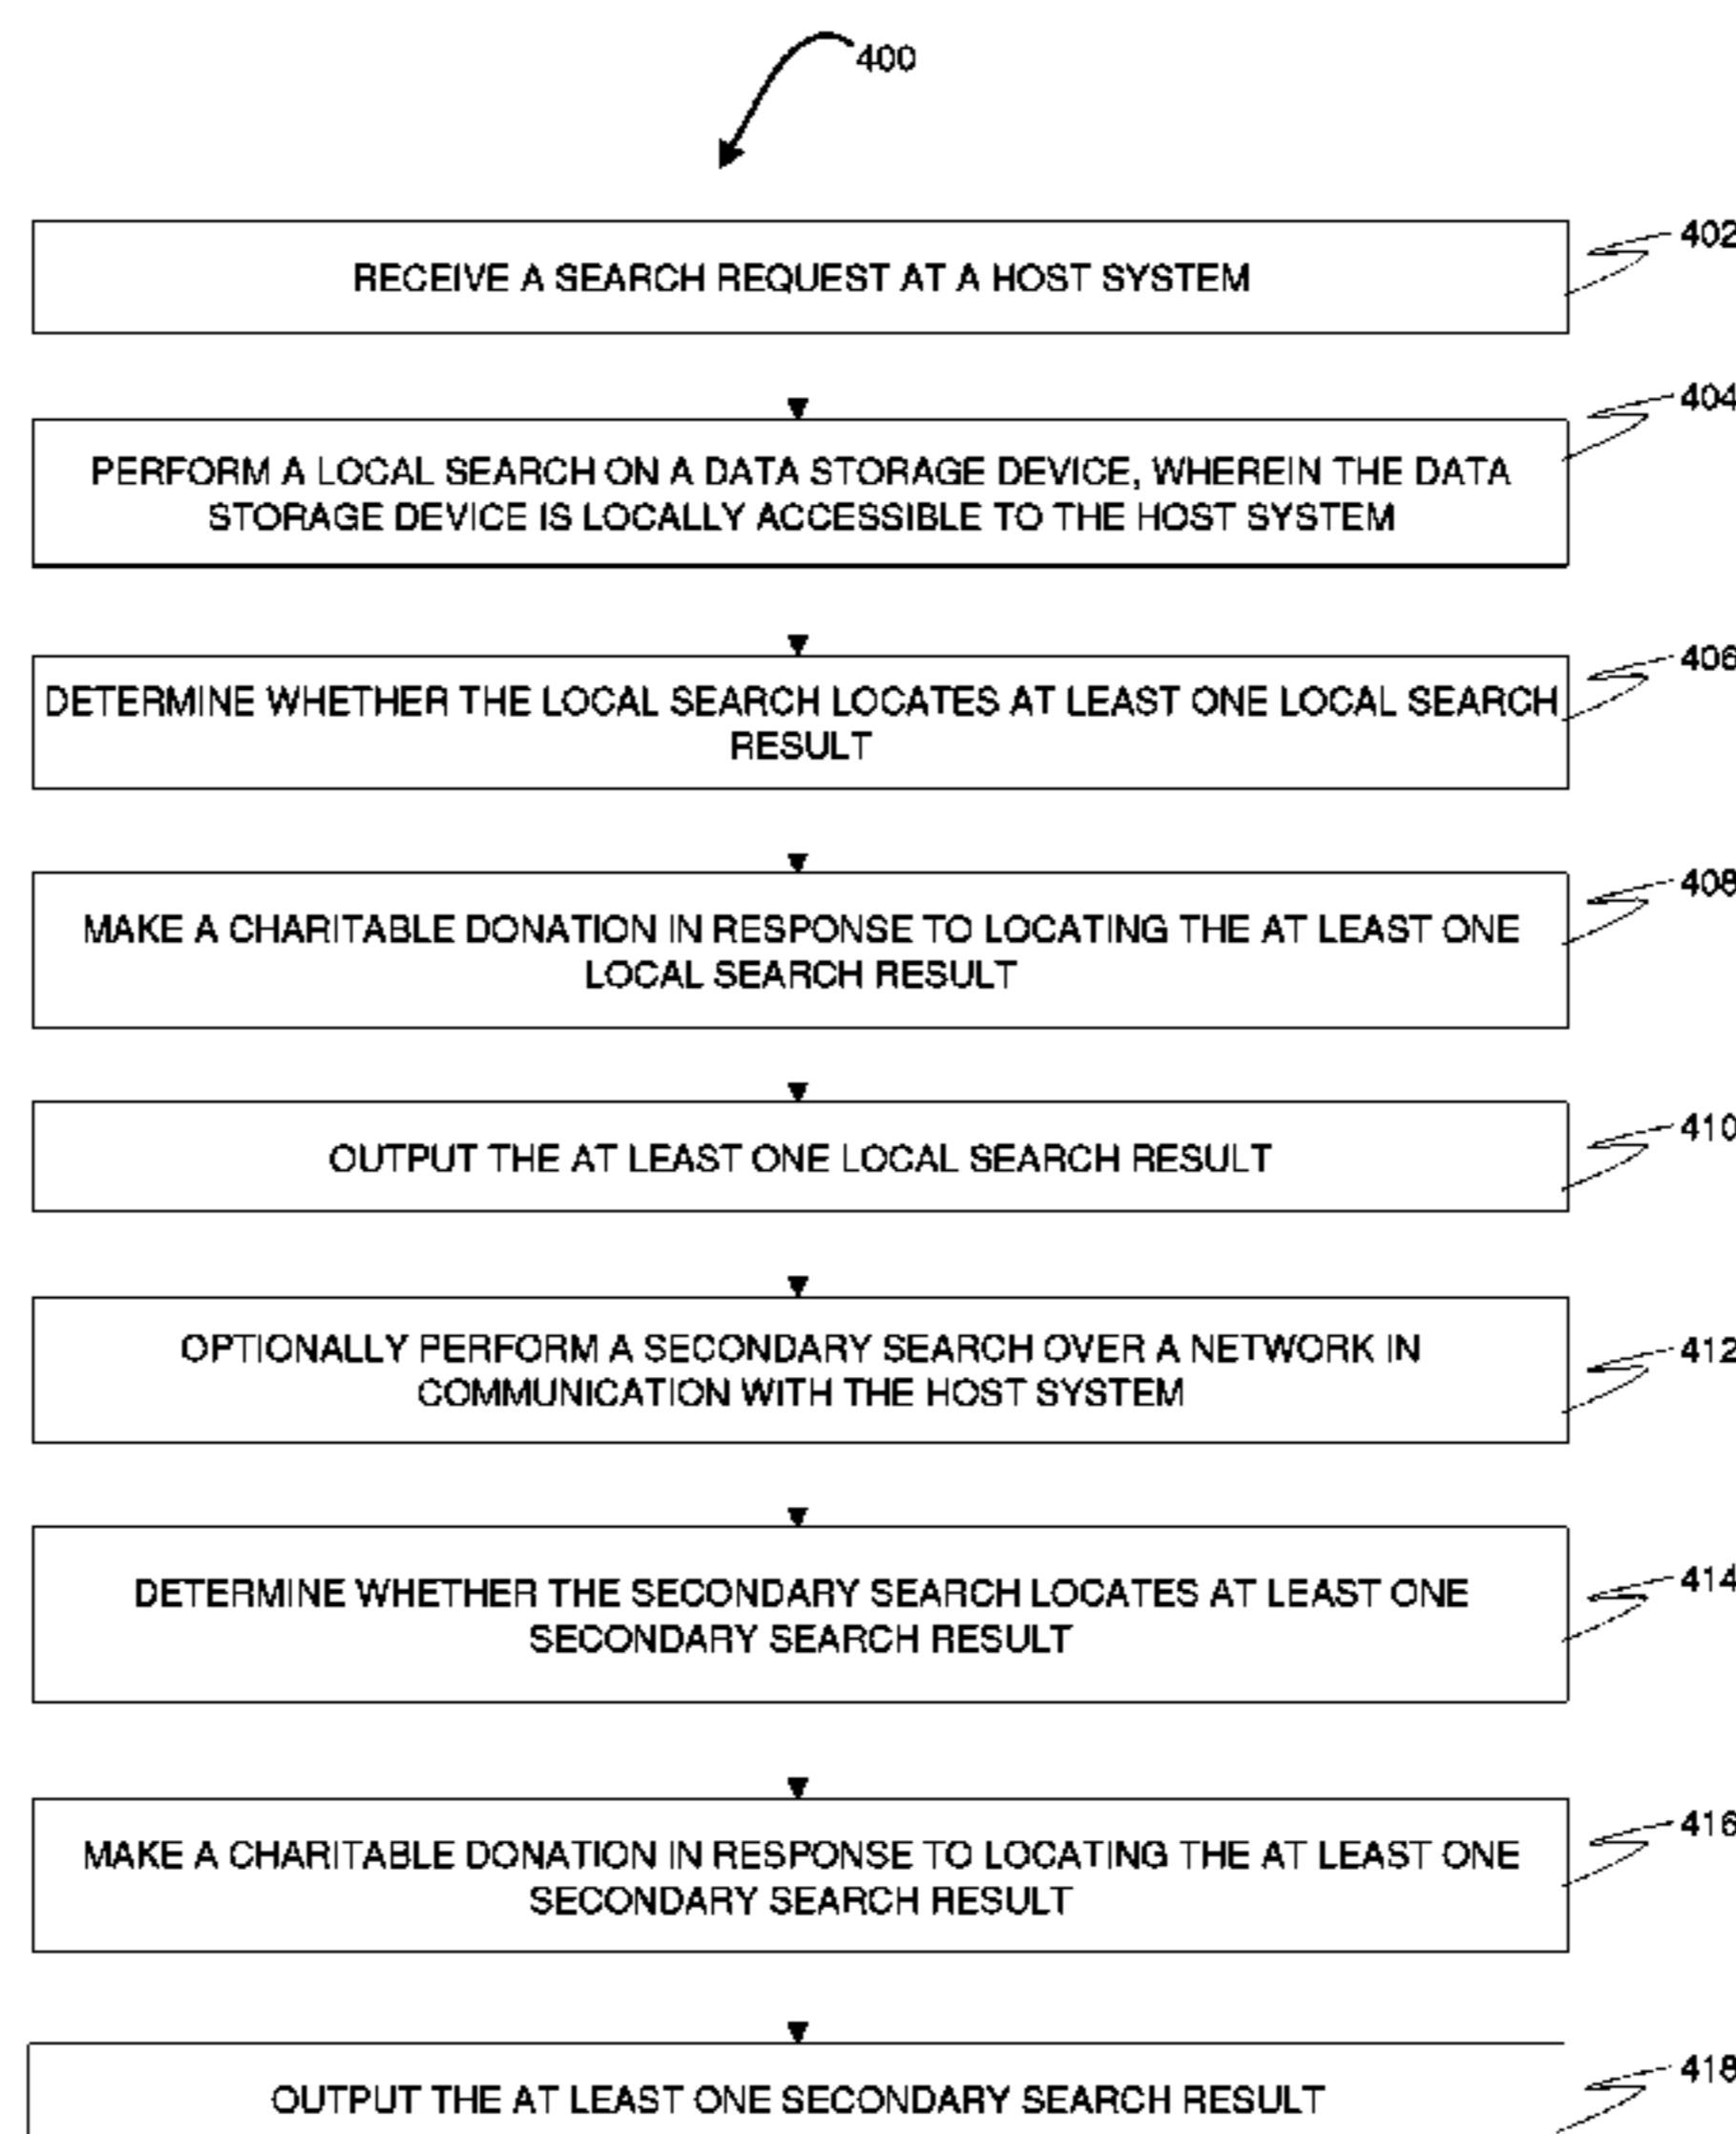 400
402
RECEIVE A SEARCH REQUEST AT A HOST SYSTEM
404
PERFORM A LOCAL SEARCH ON A DATA STORAGE DEVICE, WHEREIN THE DATA
STORAGE DEVICE IS LOCALLY ACCESSIBLE TO THE HOST SYSTEM
406
DETERMINE WHETHER THE LOCAL SEARCH LOCATES AT LEAST ONE LOCAL SEARCH
RESULT
408
MAKE A CHARITABLE DONATION IN RESPONSE TO LOCATING THE AT LEAST ONE
LOCAL SEARCH RESULT
410
OUTPUT THE AT LEAST ONE LOCAL SEARCH RESULT
412
OPTIONALLY PERFORM A SECONDARY SEARCH OVER A NETWORK IN
COMMUNICATION WITH THE HOST SYSTEM
414
DETERMINE WHETHER THE SECONDARY SEARCH LOCATES AT LEAST ONE
SECONDARY SEARCH RESULT
416
MAKE A CHARITABLE DONATION IN RESPONSE TO LOCATING THE AT LEAST ONE
SECONDARY SEARCH RESULT
418
OUTPUT THE AT LEAST ONE SECONDARY SEARCH RESULT